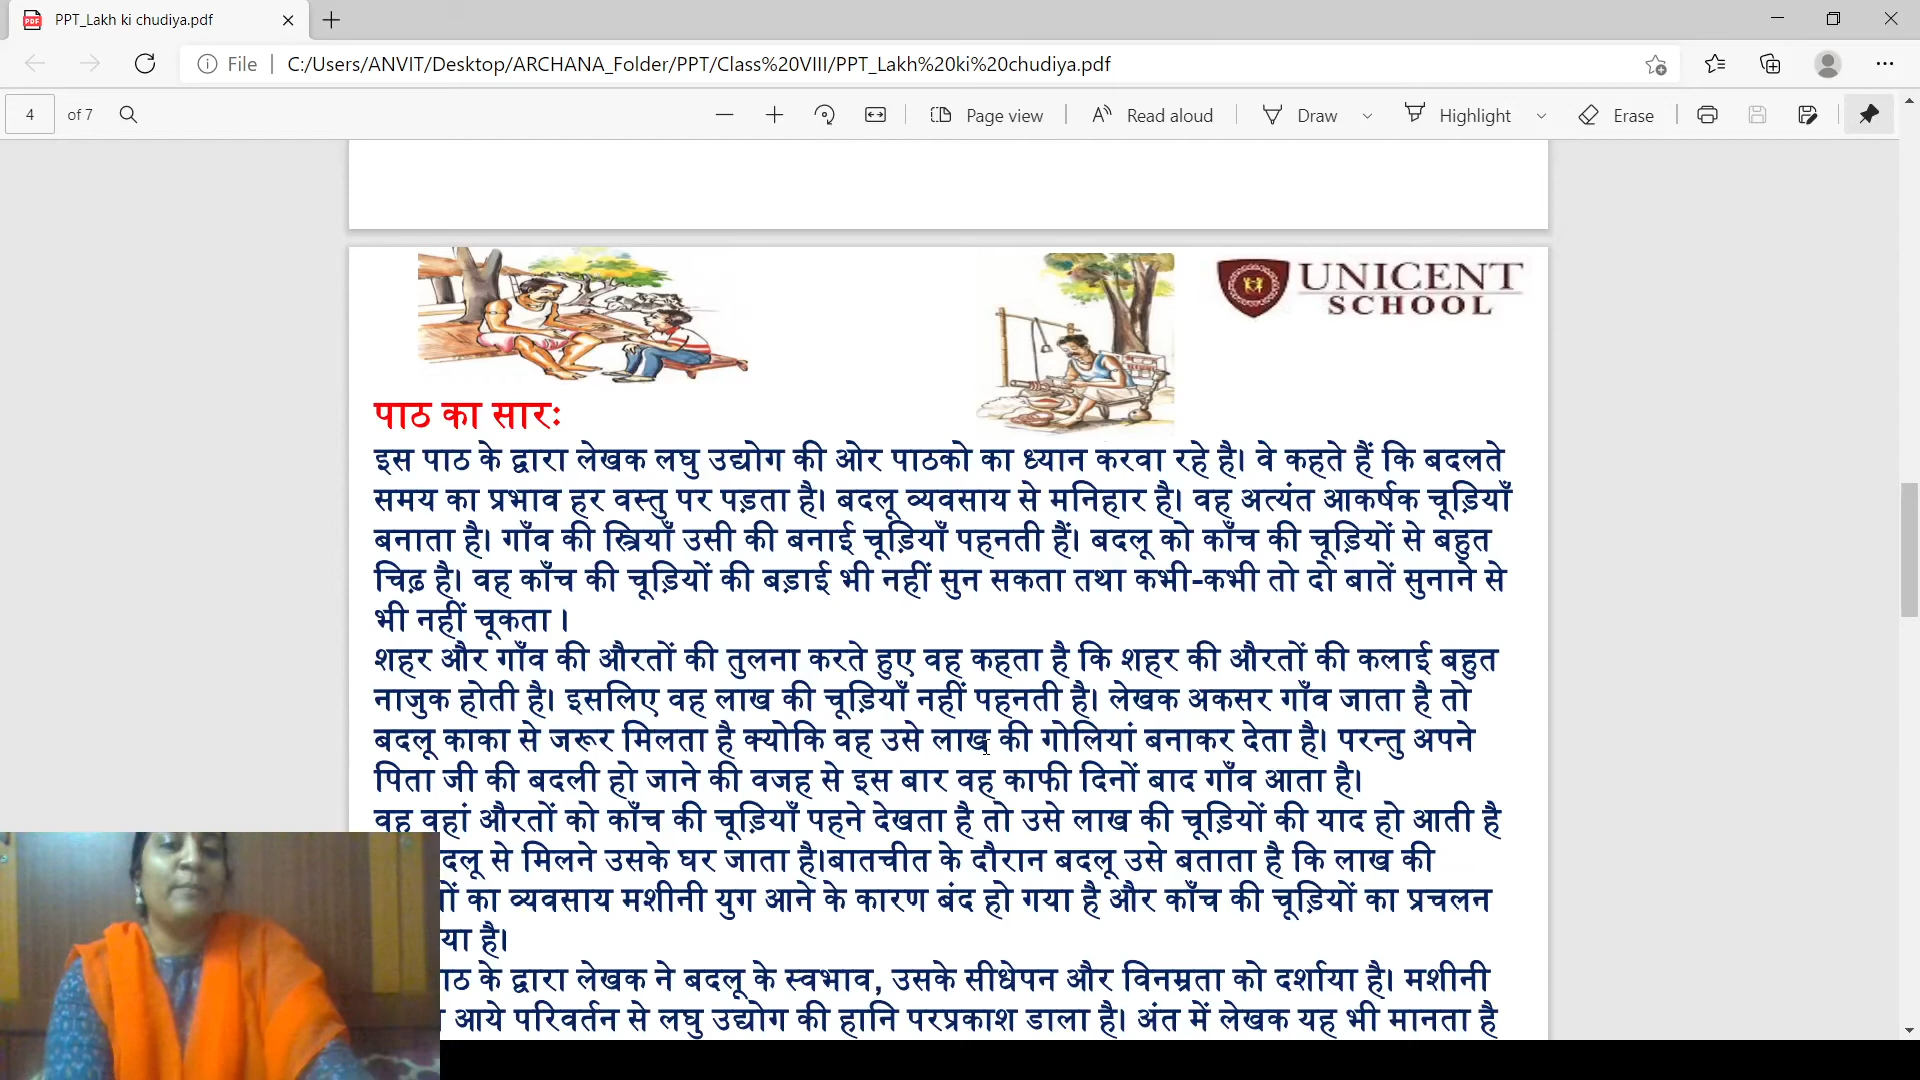 PPT_Lakh ki chudiya.pdf
File
C:/Users/ANVIT/Desktop/ARCHANA_Folder/PPT/Class%20VIII/PPT_Lakh%20ki%20chudiya.pdf
4 of 7
Page view
Read aloud
Draw
Highlight
Erase
UNICENT
SCHOOL
पाठ का सारः
इस पाठ के द्वारा लेखक लघु उद्योग की ओर पाठको का ध्यान करवा रहे है। वे कहते हैं कि बदलते
समय का प्रभाव हर वस्तु पर पड़ता है। बदलू व्यवसाय से मनिहार है। वह अत्यंत आकर्षक चूड़ियाँ
बनाता है। गाँव की स्त्रियाँ उसी की बनाई चूड़ियाँ पहनती हैं। बदलू को काँच की चूड़ियों से बहुत
चिढ़ है। वह काँच की चूड़ियों की बड़ाई भी नहीं सुन सकता तथा कभी-कभी तो दो बातें सुनाने से
भी नहीं चूकता ।
शहर और गाँव की औरतों की तुलना करते हुए वह कहता है कि शहर की औरतों की कलाई बहुत
नाजुक होती है। इसलिए वह लाख की चूड़ियाँ नहीं पहनती है। लेखक अकसर गाँव जाता है तो
बदलू काका से जरूर मिलता है क्योकि वह उसे लाख की गोलियां बनाकर देता है। परन्तु अपने
पिता जी की बदली हो जाने की वजह से इस बार वह काफी दिनों बाद गाँव आता है।
वह वहां औरतों को काँच की चूड़ियाँ पहने देखता है तो उसे लाख की चूड़ियों की याद हो आती है
से मिलने उसके घर जाता है।बातचीत के दौरान बदलू उसे बताता है कि लाख की
का व्यवसाय मशीनी युग आने के कारण बंद हो गया है और काँच की चूड़ियों का प्रचलन
है।
के द्वारा लेखक ने बदलू के स्वभाव, उसके सीधेपन और विनम्रता को दर्शाया है। मशीनी
आये परिवर्तन से लघु उद्योग की हानि परप्रकाश डाला है। अंत में लेखक यह भी मानता है